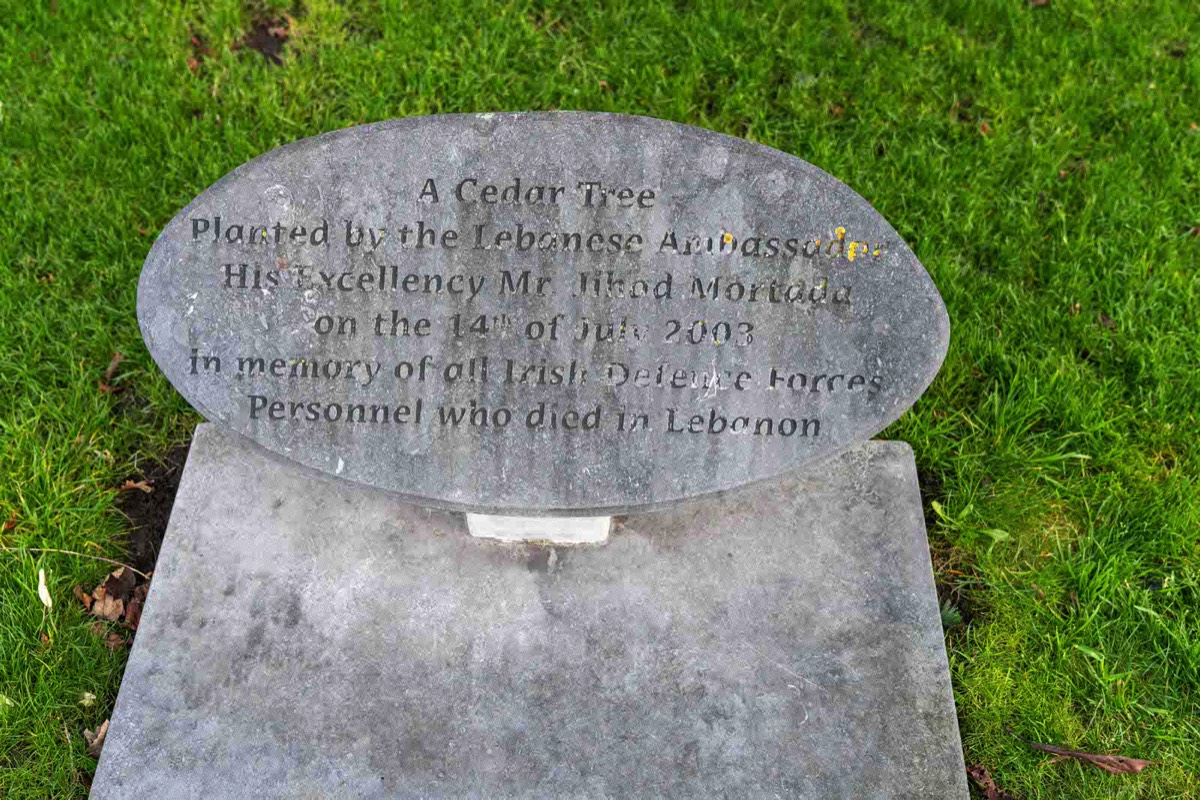 A Cedar Tree
Planted by the Lebanese Ambassador
His Excellency Mr. Jihad Mortada
on the 14th of July 2003
in memory of all Irish Defence Forces
Personnel who died in Lebanon